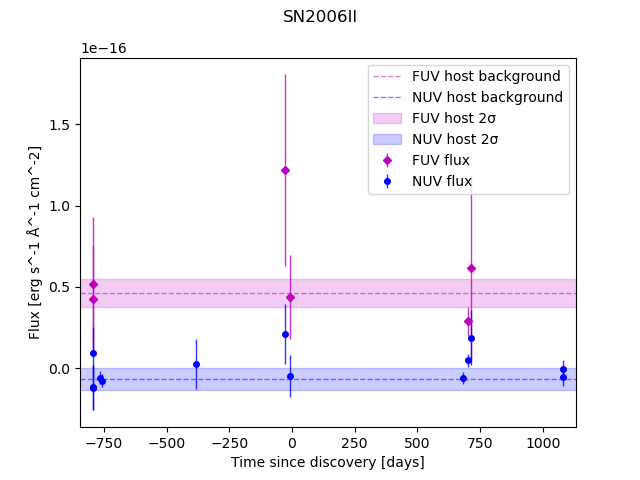 SN2006II
1e−16
FUV host background
NUV host background
FUV host 2σ
NUV host 2σ
FUV flux
NUV flux
1.5
1.0
0.5
0.0
Flux [erg s^-1 Å^-1 cm^-2]
−750 −500 −250 0 250 500 750 1000
Time since discovery [days]